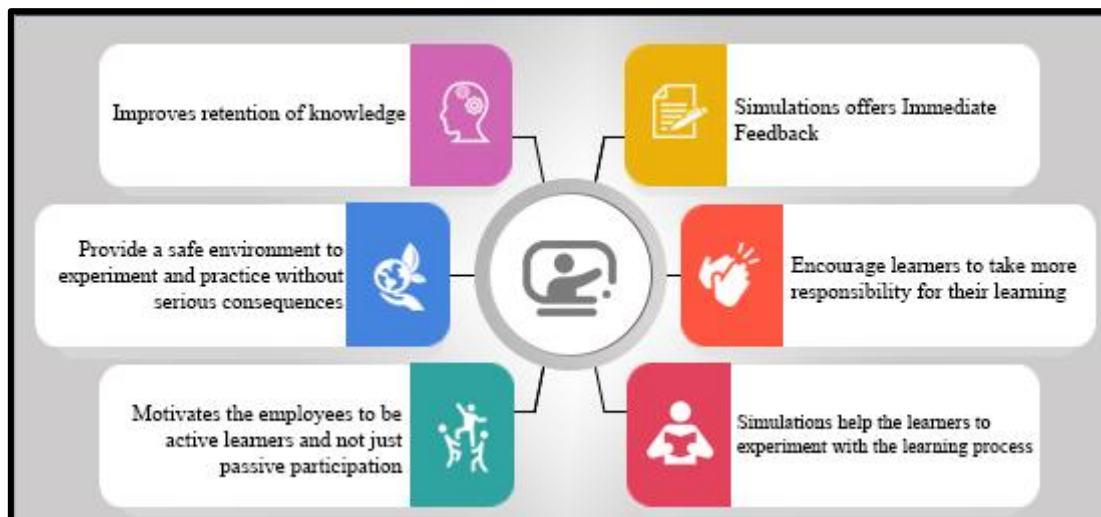 Improves retention of knowledge
Simulations offers Immediate
Feedback
Provide a safe environment to
experiment and practice without
serious consequences
Encourage learners to take more
responsibility for their learning
Motivates the employees to be
active learners and not just
passive participation
Simulations help the learners to
experiment with the learning process